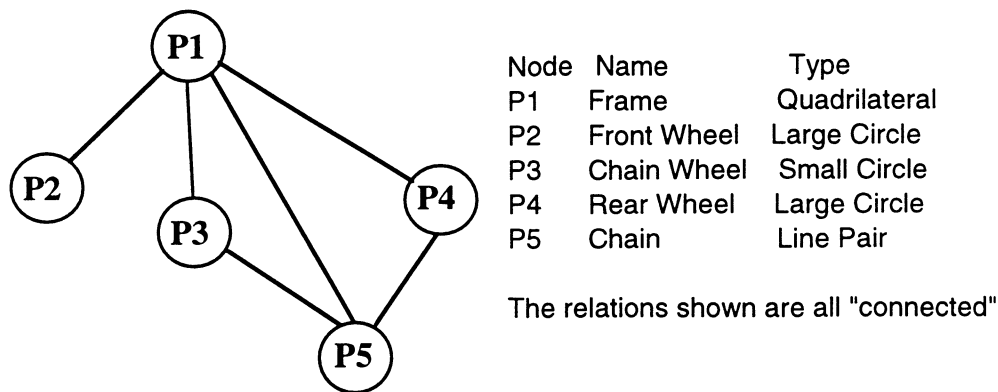 P1
P2
P3
P4
P5
Node Name Type
P1 Frame Quadrilateral
P2 Front Wheel Large Circle
P3 Chain Wheel Small Circle
P4 Rear Wheel Large Circle
P5 Chain Line Pair
The relations shown are all "connected"